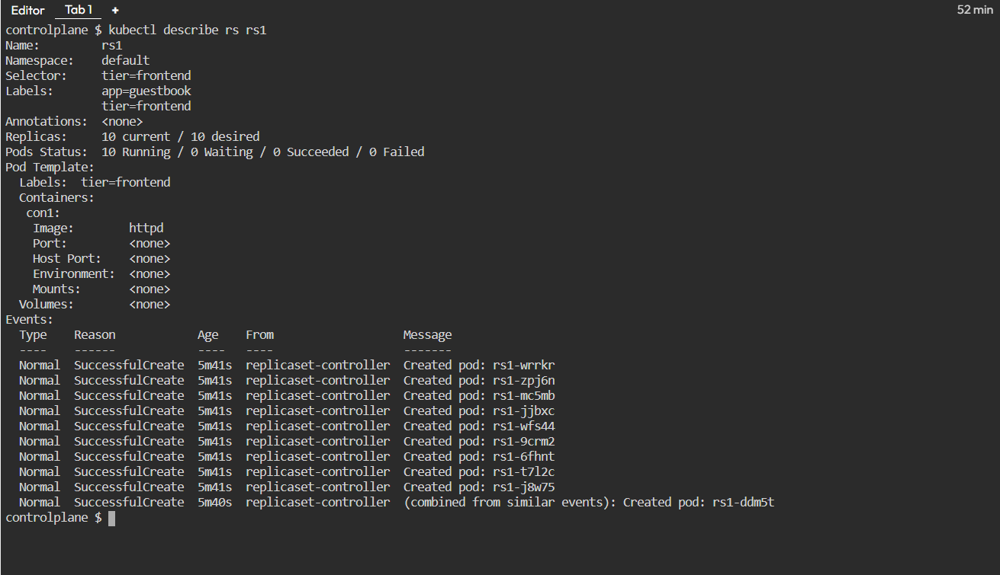 Editor Tab 1 + 52 min
controlplane $ kubectl describe rs rs1
Name:         rs1
Namespace:    default
Selector:     tier=frontend
Labels:       app=guestbook
              tier=frontend
Annotations:  <none>
Replicas:     10 current / 10 desired
Pods Status:  10 Running / 0 Waiting / 0 Succeeded / 0 Failed
Pod Template:
  Labels:  tier=frontend
  Containers:
   con1:
    Image:        httpd
    Port:         <none>
    Host Port:    <none>
    Environment:  <none>
    Mounts:       <none>
  Volumes:        <none>
Events:
  Type    Reason            Age    From                   Message
  ----    ------            ----   ----                   -------
  Normal  SuccessfulCreate  5m41s  replicaset-controller  Created pod: rs1-wrrkr
  Normal  SuccessfulCreate  5m41s  replicaset-controller  Created pod: rs1-zpj6n
  Normal  SuccessfulCreate  5m41s  replicaset-controller  Created pod: rs1-mc5mb
  Normal  SuccessfulCreate  5m41s  replicaset-controller  Created pod: rs1-jjbxc
  Normal  SuccessfulCreate  5m41s  replicaset-controller  Created pod: rs1-wfs44
  Normal  SuccessfulCreate  5m41s  replicaset-controller  Created pod: rs1-9crm2
  Normal  SuccessfulCreate  5m41s  replicaset-controller  Created pod: rs1-6fhnt
  Normal  SuccessfulCreate  5m41s  replicaset-controller  Created pod: rs1-t7l2c
  Normal  SuccessfulCreate  5m41s  replicaset-controller  Created pod: rs1-j8w75
  Normal  SuccessfulCreate  5m40s  replicaset-controller  (combined from similar events): Created pod: rs1-ddm5t
controlplane $